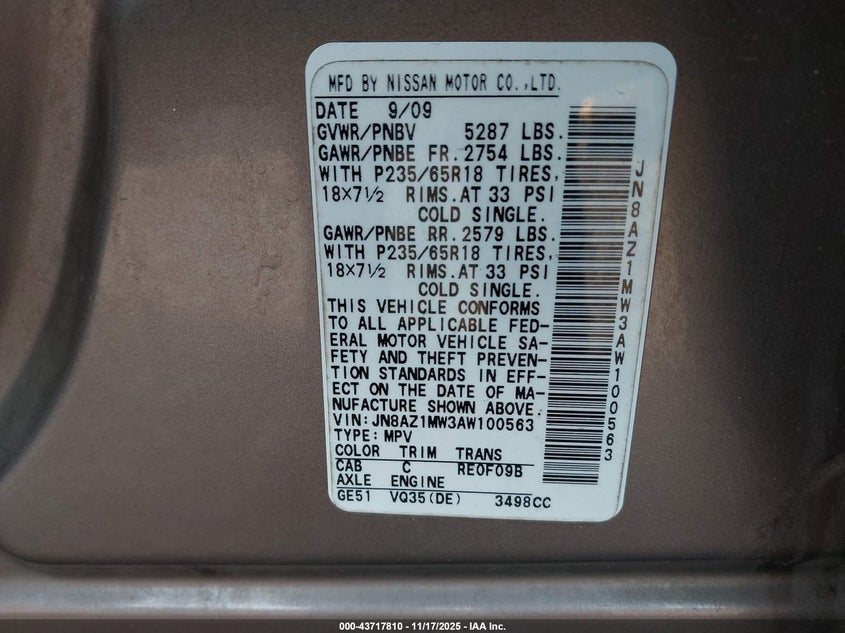 MFD BY NISSAN MOTOR CO.,LTD.
DATE 9/09
GVWR/PNBV 5287 LBS.
GAWR/PNBE FR. 2754 LBS.
WITH P235/65R18 TIRES,
18×7½ RIMS.AT 33 PSI
COLD SINGLE.
GAWR/PNBE RR. 2579 LBS.
WITH P235/65R18 TIRES,
18×7½ RIMS.AT 33 PSI
COLD SINGLE.
THIS VEHICLE CONFORMS
TO ALL APPLICABLE FED-
ERAL MOTOR VEHICLE SA-
FETY AND THEFT PREVEN-
TION STANDARDS IN EFF-
ECT ON THE DATE OF MA-
NUFACTURE SHOWN ABOVE.
VIN:JN8AZ1MW3AW100563
TYPE:MPV
COLOR TRIM TRANS
CAB C RE0F09B
AXLE ENGINE
GE51 VQ35(DE) 3498CC
JN8AZ1MW3AW100563
000-43717810 - 11/17/2025 - IAA Inc.